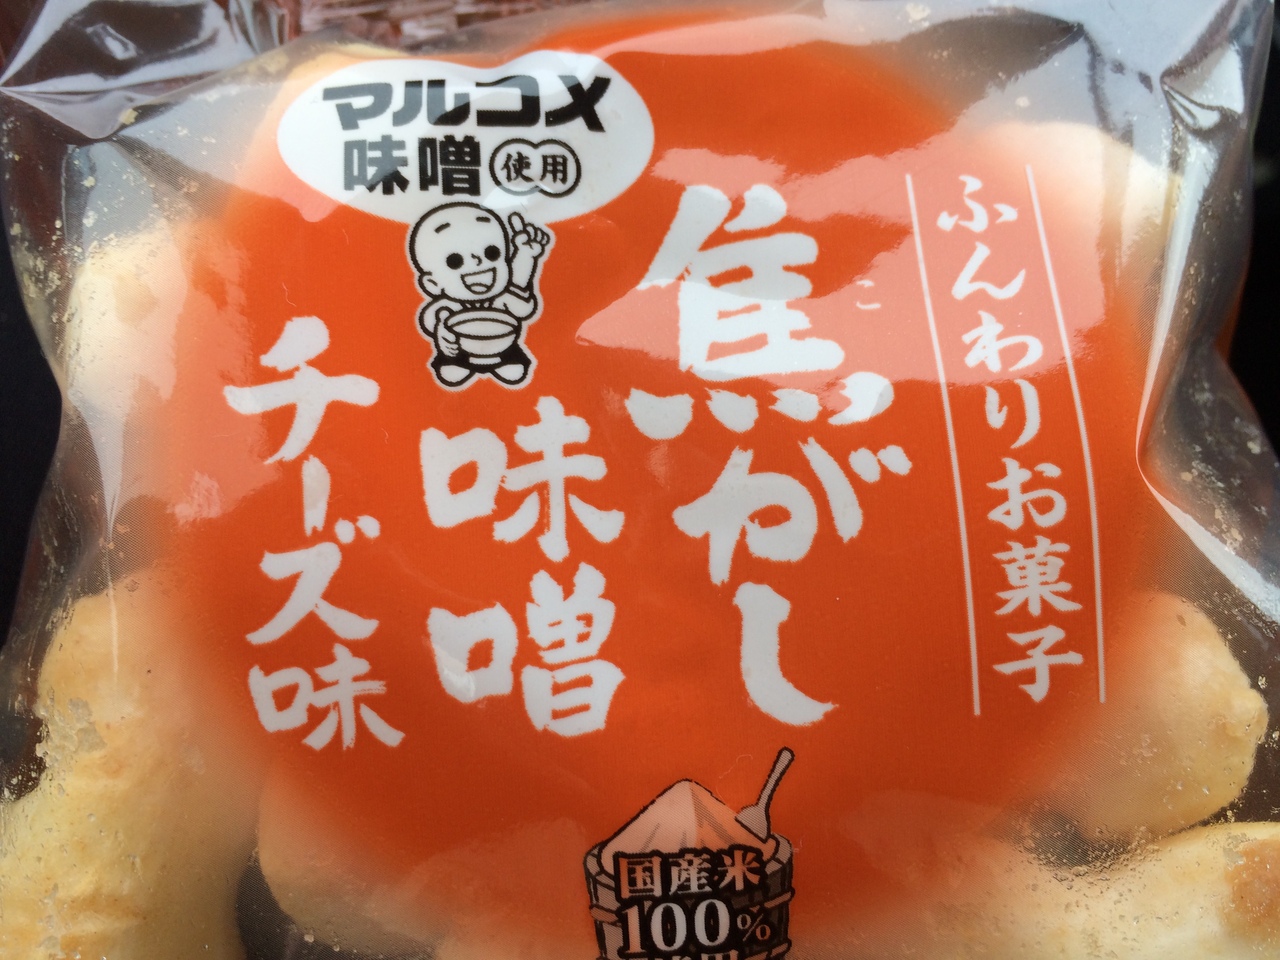 マルコメ
味噌使用
ふんわりお菓子
焦がし
こ
味噌
チーズ味
国産米
100%